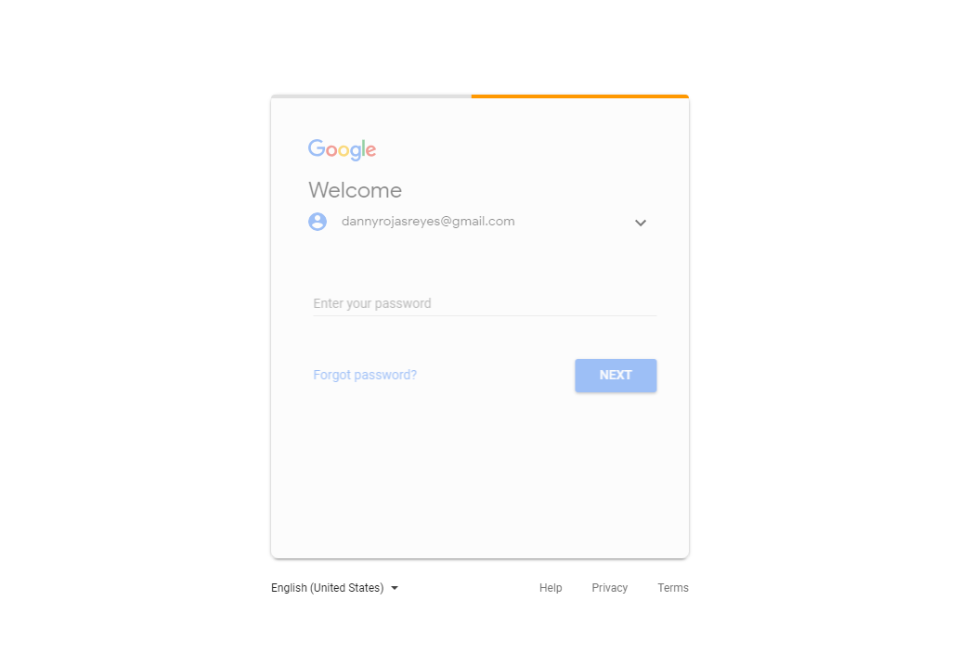 Google
Welcome
dannyrojasreyes@gmail.com
Enter your password
Forgot password?
NEXT
English (United States)
Help
Privacy
Terms